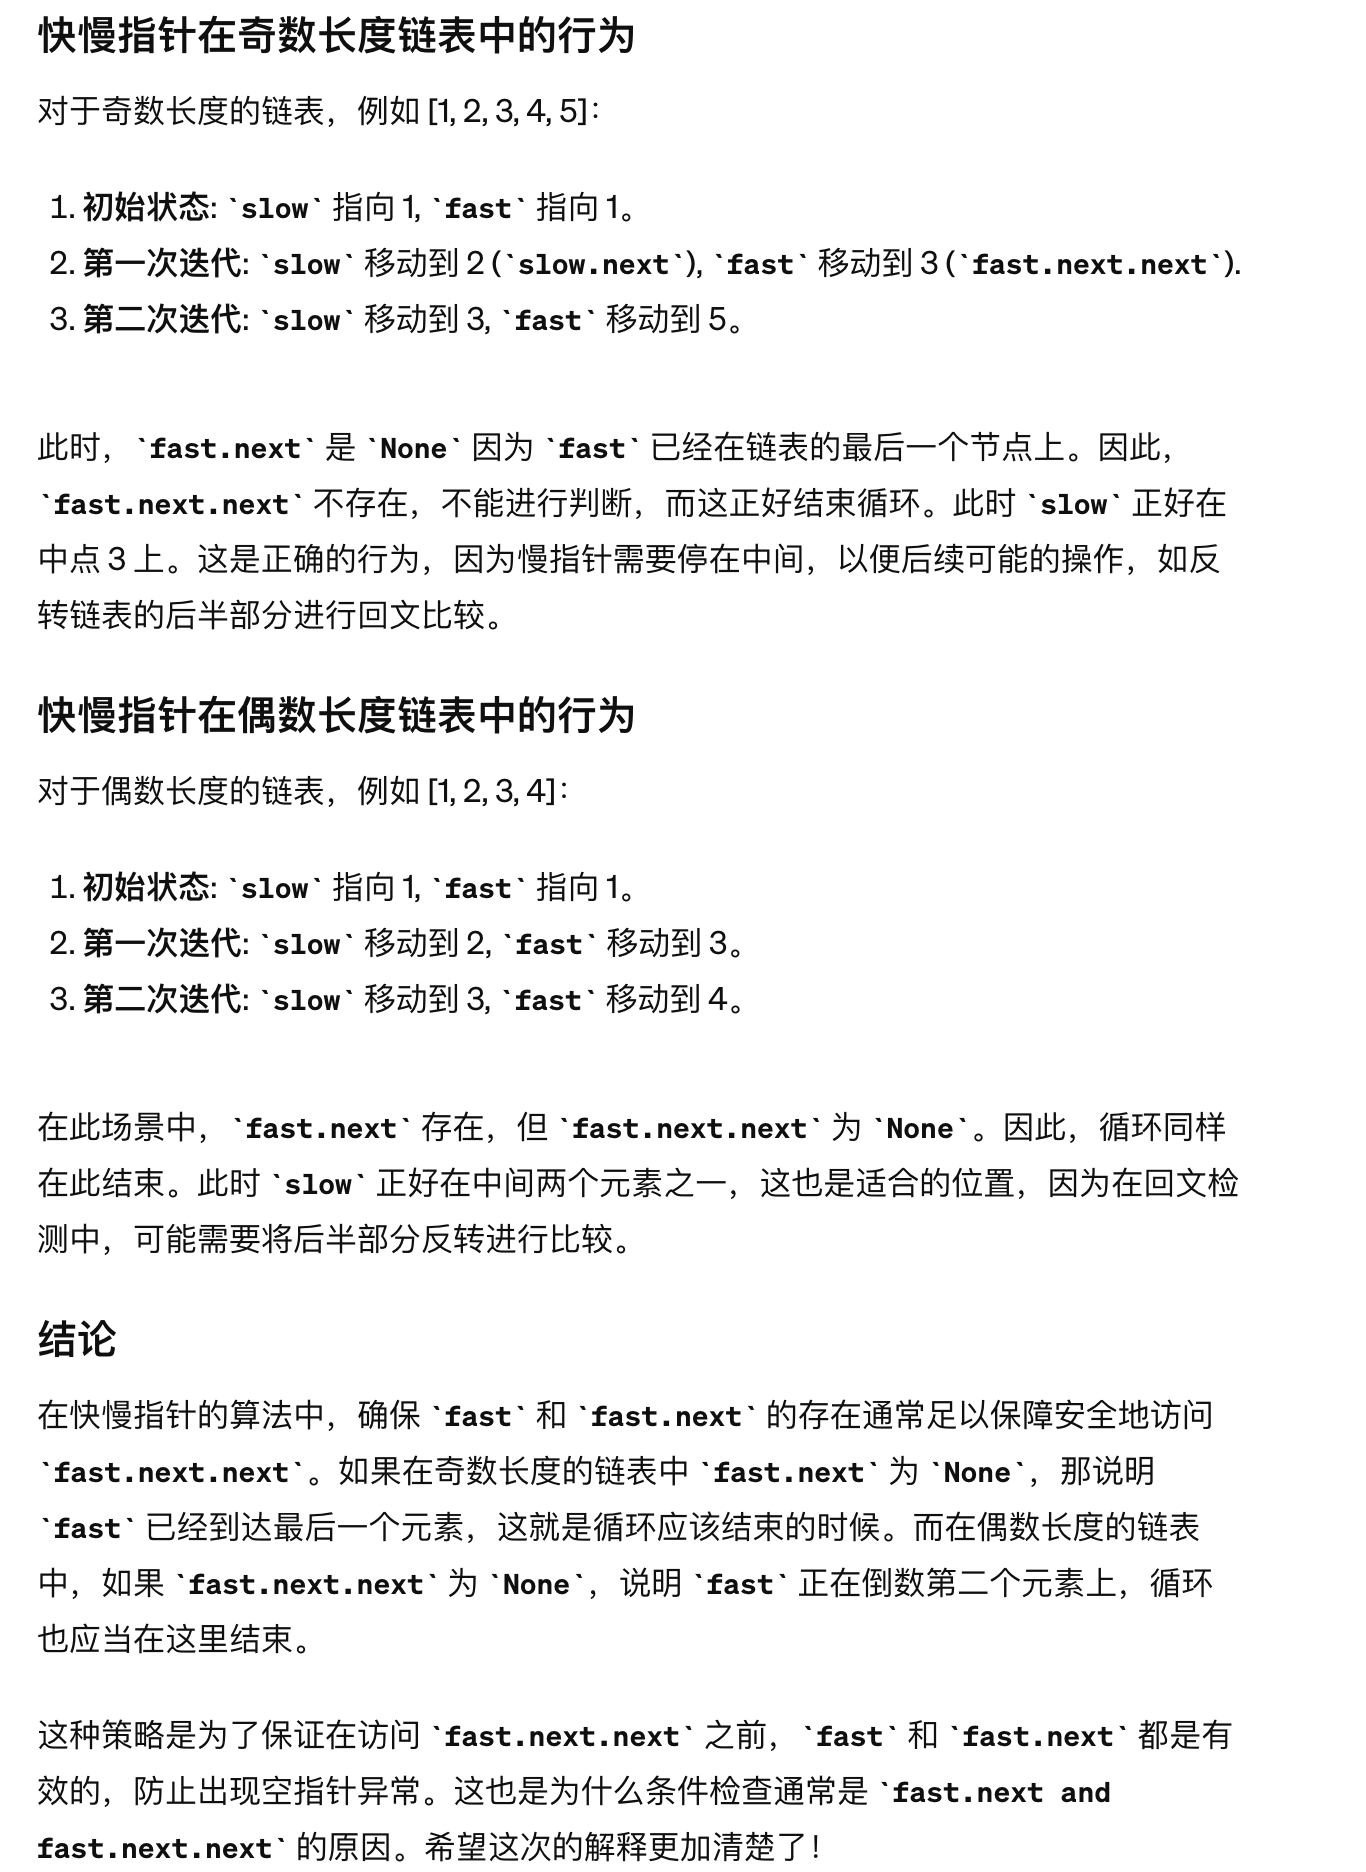 快慢指针在奇数长度链表中的行为
对于奇数长度的链表，例如 [1, 2, 3, 4, 5]：
1. 初始状态: `slow` 指向 1, `fast` 指向 1。
2. 第一次迭代: `slow` 移动到 2 (`slow.next`), `fast` 移动到 3 (`fast.next.next`).
3. 第二次迭代: `slow` 移动到 3, `fast` 移动到 5。
此时，`fast.next` 是 `None` 因为 `fast` 已经在链表的最后一个节点上。因此，
`fast.next.next` 不存在，不能进行判断，而这正好结束循环。此时 `slow` 正好在
中点 3 上。这是正确的行为，因为慢指针需要停在中间，以便后续可能的操作，如反
转链表的后半部分进行回文比较。
快慢指针在偶数长度链表中的行为
对于偶数长度的链表，例如 [1, 2, 3, 4]：
1. 初始状态: `slow` 指向 1, `fast` 指向 1。
2. 第一次迭代: `slow` 移动到 2, `fast` 移动到 3。
3. 第二次迭代: `slow` 移动到 3, `fast` 移动到 4。
在此场景中，`fast.next` 存在，但 `fast.next.next` 为 `None`。因此，循环同样
在此结束。此时 `slow` 正好在中间两个元素之一，这也是适合的位置，因为在回文检
测中，可能需要将后半部分反转进行比较。
结论
在快慢指针的算法中，确保 `fast` 和 `fast.next` 的存在通常足以保障安全地访问
`fast.next.next`。如果在奇数长度的链表中 `fast.next` 为 `None`，那说明
`fast` 已经到达最后一个元素，这就是循环应该结束的时候。而在偶数长度的链表
中，如果 `fast.next.next` 为 `None`，说明 `fast` 正在倒数第二个元素上，循环
也应当在这里结束。
这种策略是为了保证在访问 `fast.next.next` 之前，`fast` 和 `fast.next` 都是有
效的，防止出现空指针异常。这也是为什么条件检查通常是 `fast.next and
fast.next.next` 的原因。希望这次的解释更加清楚了！